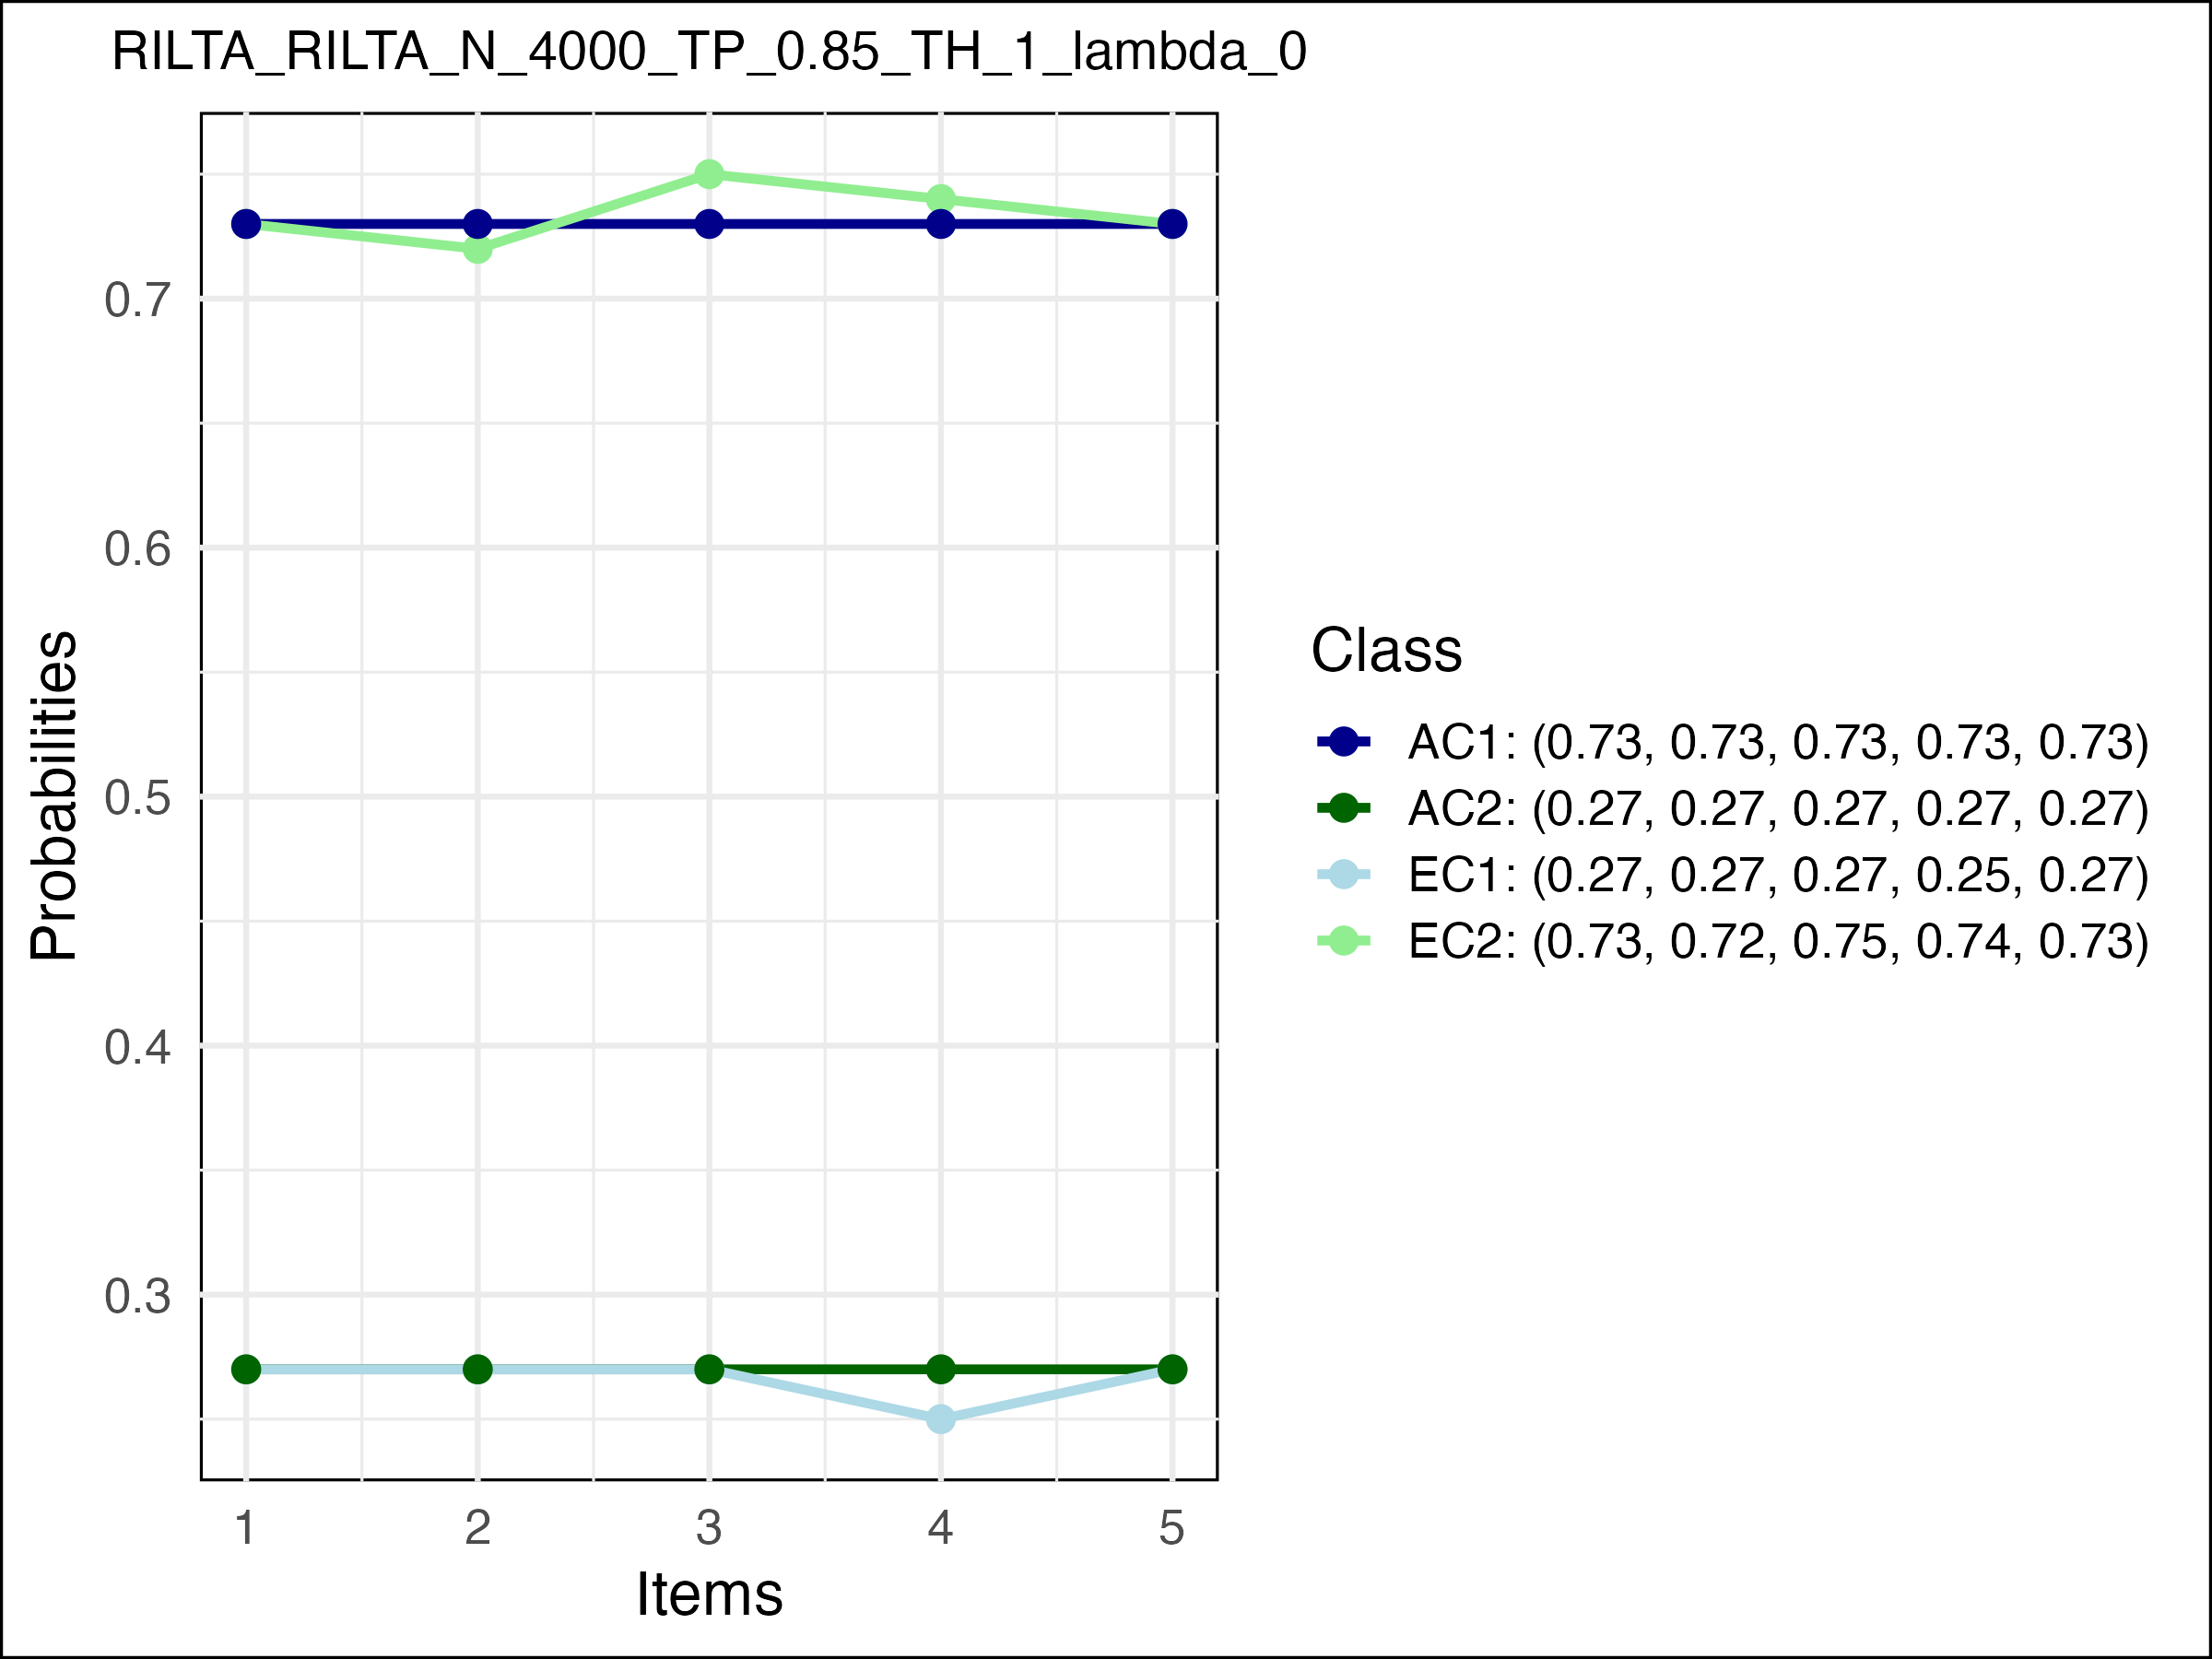 RILTA_RILTA_N_4000_TP_0.85_TH_1_lambda_0
Probabilities
0.7
0.6
0.5
0.4
0.3
1 2 3 4 5
Items
Class
AC1: (0.73, 0.73, 0.73, 0.73, 0.73)
AC2: (0.27, 0.27, 0.27, 0.27, 0.27)
EC1: (0.27, 0.27, 0.27, 0.25, 0.27)
EC2: (0.73, 0.72, 0.75, 0.74, 0.73)